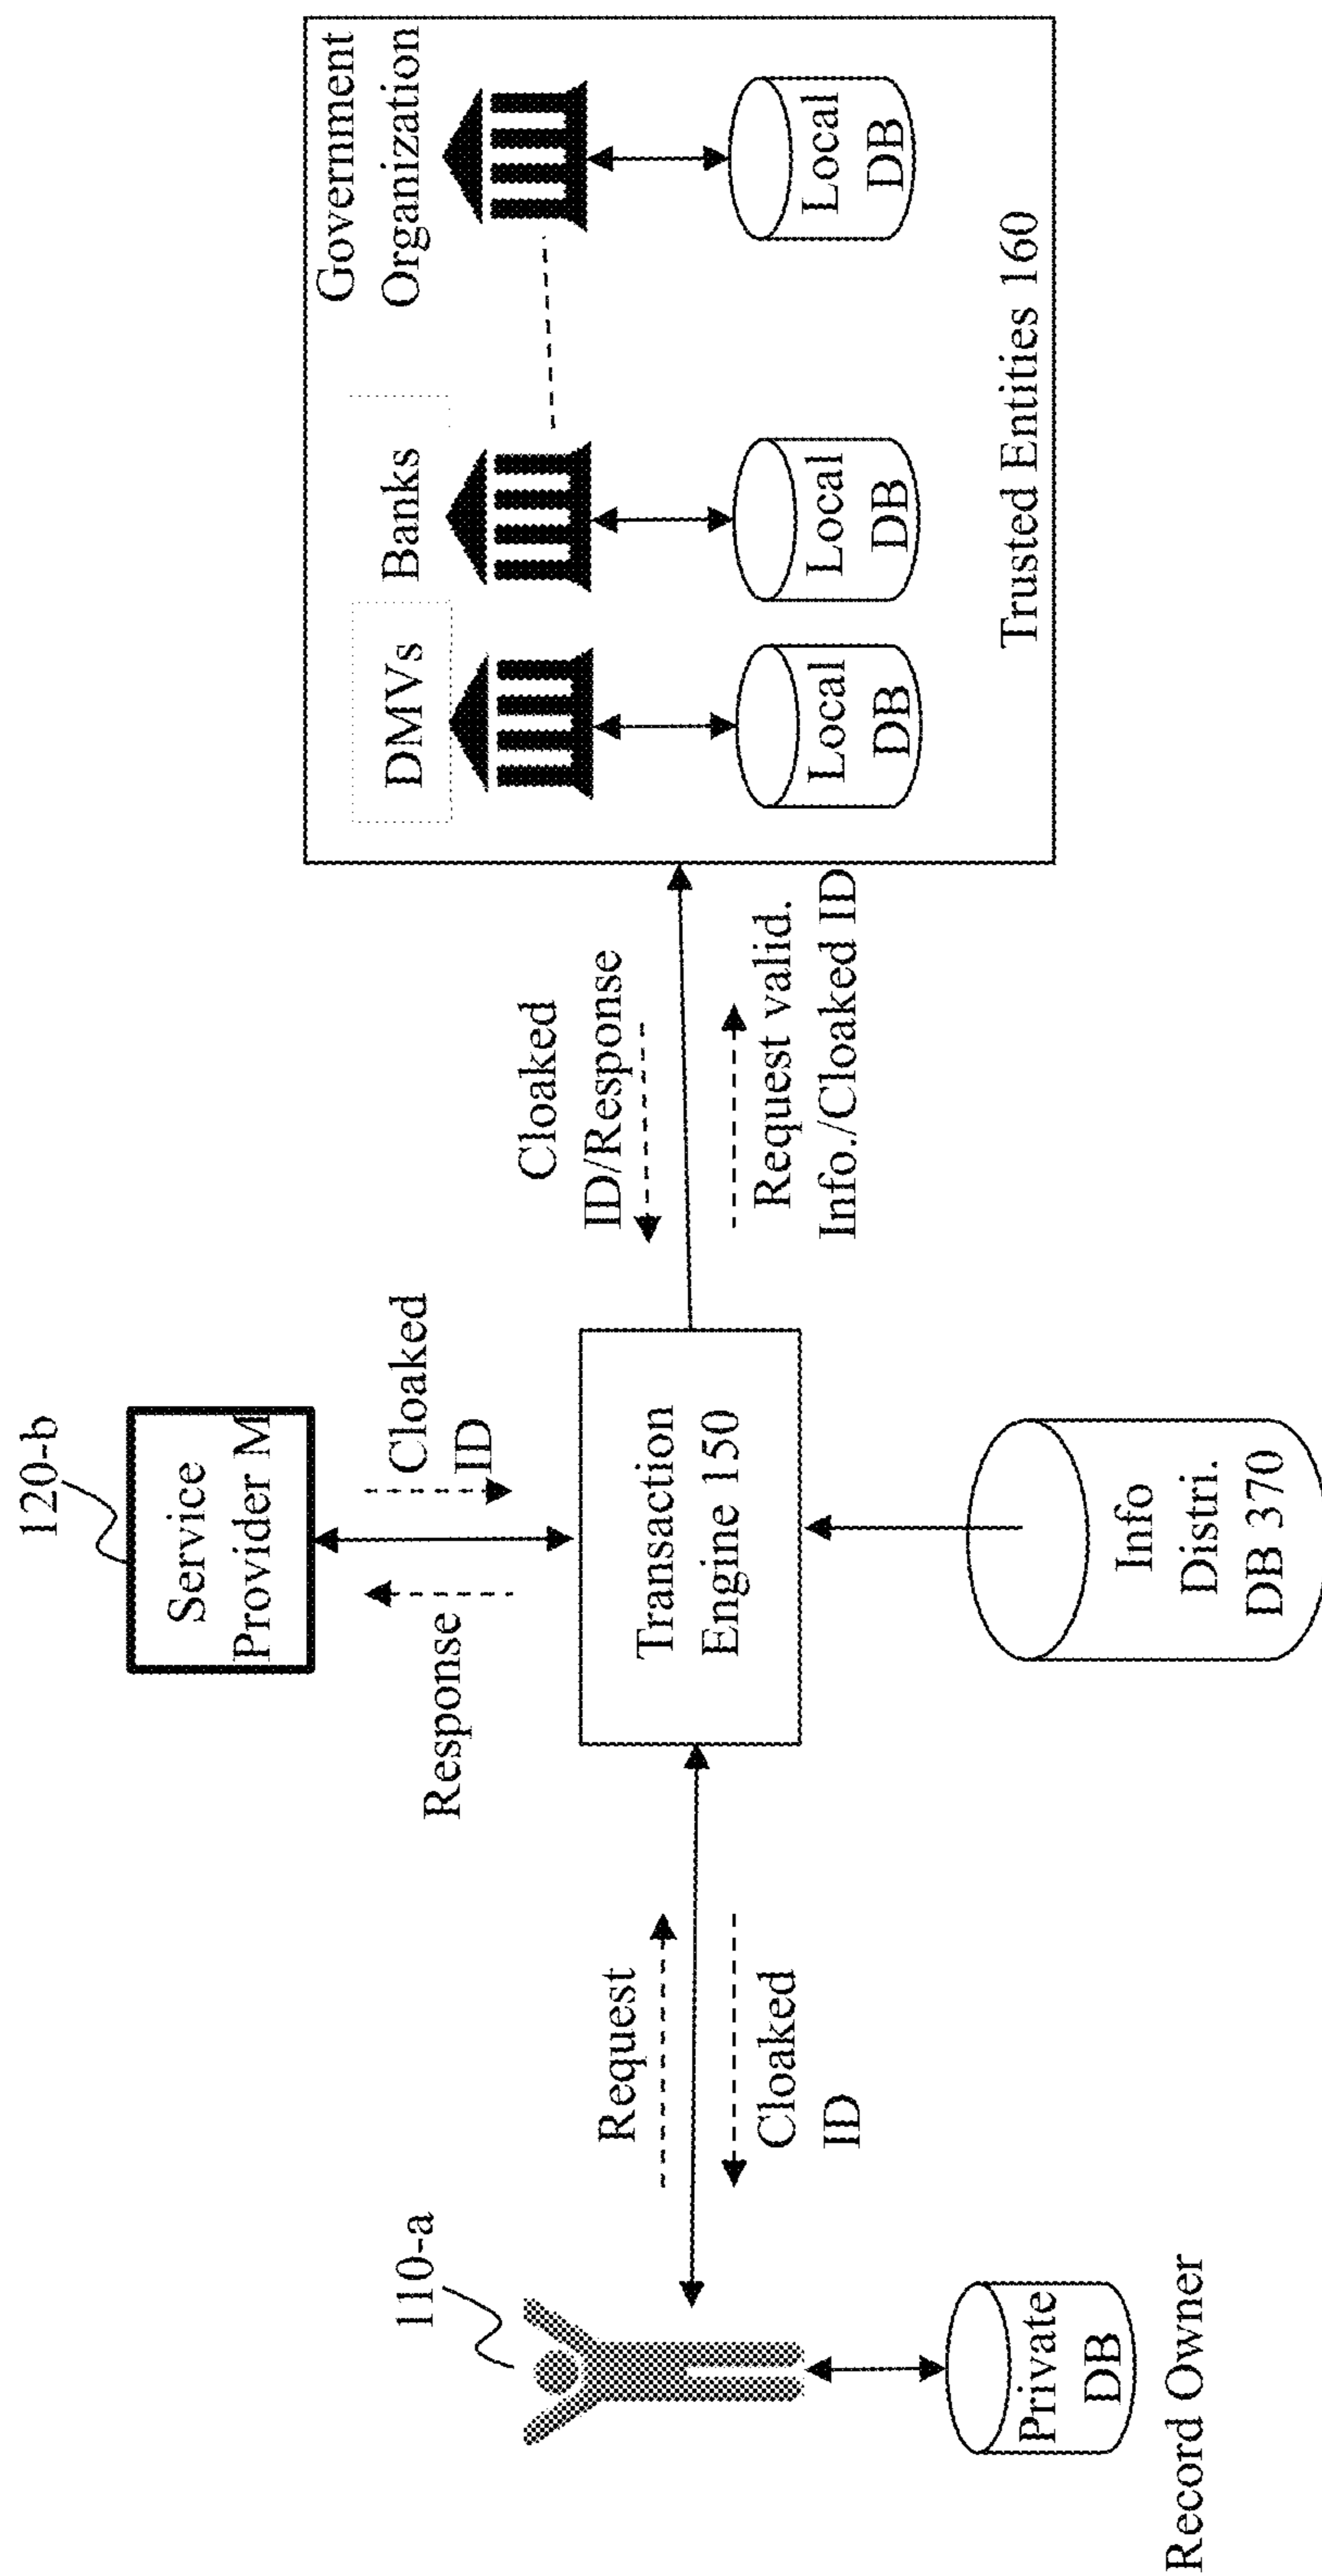 120-b
Service
Provider M
Response
Cloaked
ID
110-a
Private
DB
Record Owner
Request
Cloaked
ID
Transaction
Engine 150
Info
Distri.
DB 370
Cloaked
ID/Response
Request valid.
Info./Cloaked ID
DMVs
Banks
Government
Organization
Local
DB
Local
DB
Local
DB
Trusted Entities 160